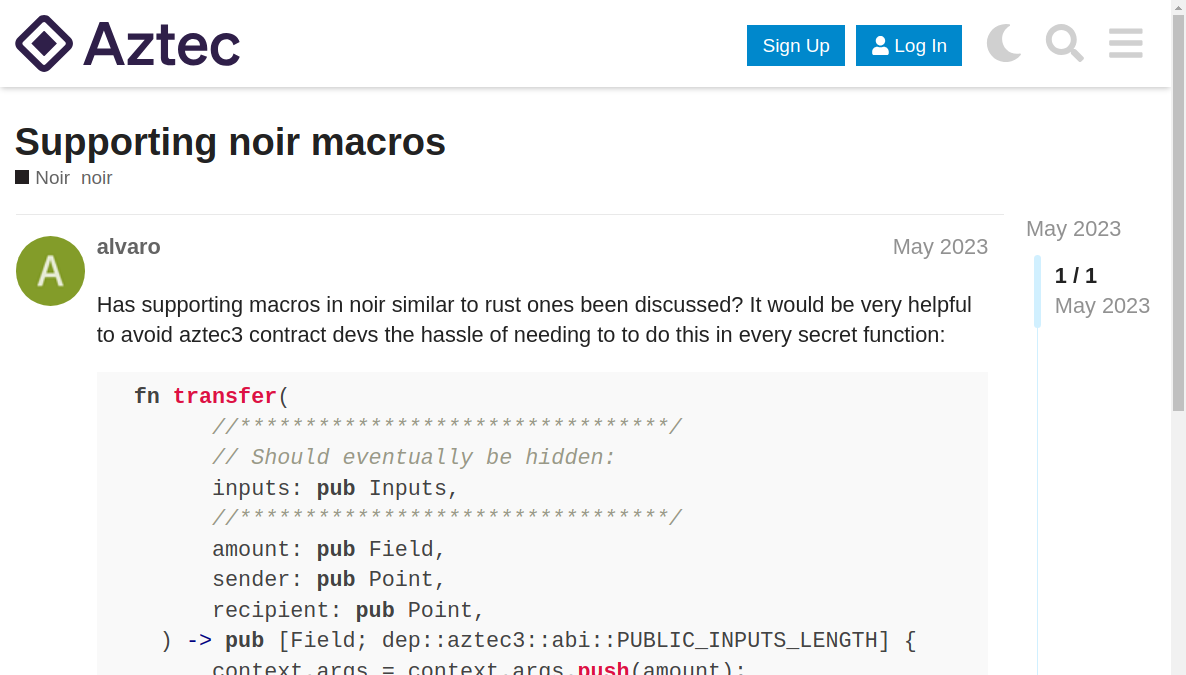 Aztec
Sign Up
Log In
Supporting noir macros
Noir noir
alvaro
May 2023
May 2023
1 / 1
May 2023
A
Has supporting macros in noir similar to rust ones been discussed? It would be very helpful
to avoid aztec3 contract devs the hassle of needing to to do this in every secret function:
fn transfer(
//*********************************/
// Should eventually be hidden:
inputs: pub Inputs,
//*********************************/
amount: pub Field,
sender: pub Point,
recipient: pub Point,
) -> pub [Field; dep::aztec3::abi::PUBLIC_INPUTS_LENGTH] {
context.args = context.args.push(amount);